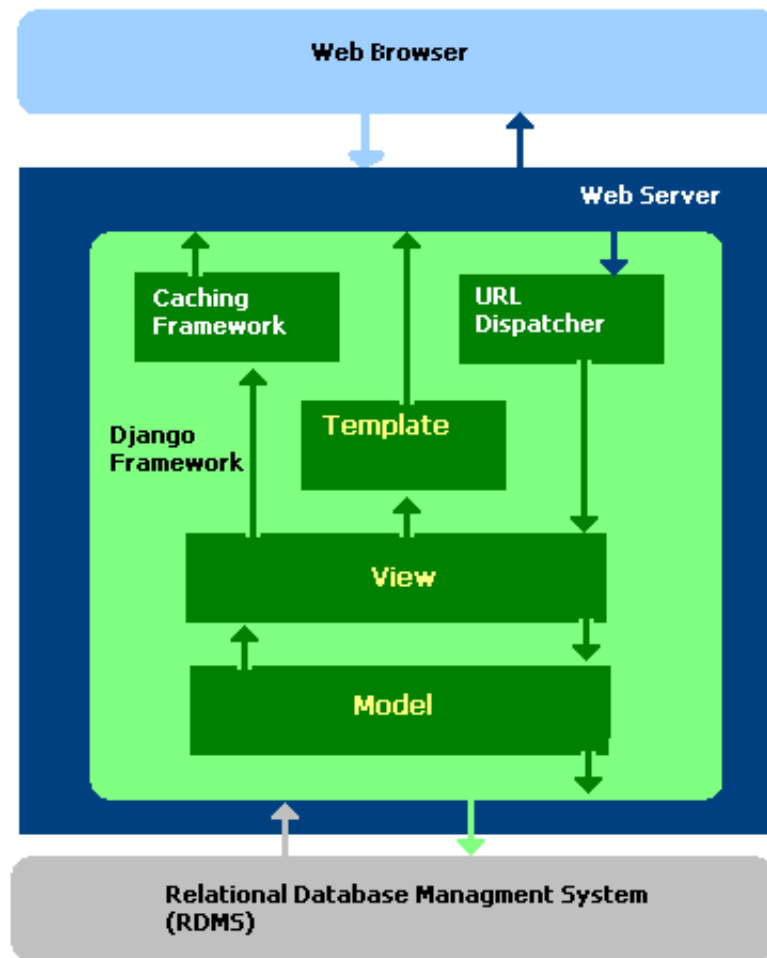 Web Browser
Web Server
Caching
Framework
URL
Dispatcher
Django
Framework
Template
View
Model
Relational Database Managment System
(RDMS)